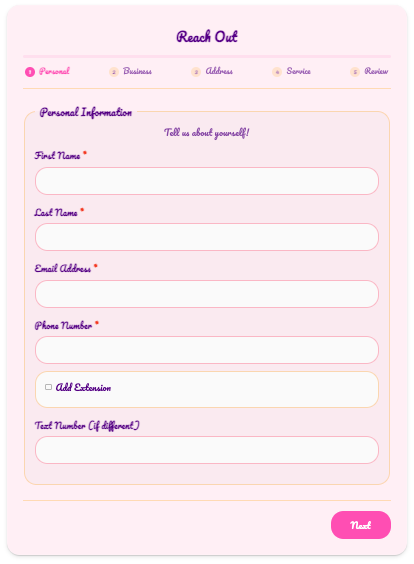 Reach Out
1 Personal 2 Business 3 Address 4 Service 5 Review
Personal Information
Tell us about yourself!
First Name *
Last Name *
Email Address *
Phone Number *
Add Extension
Text Number (if different)
Next